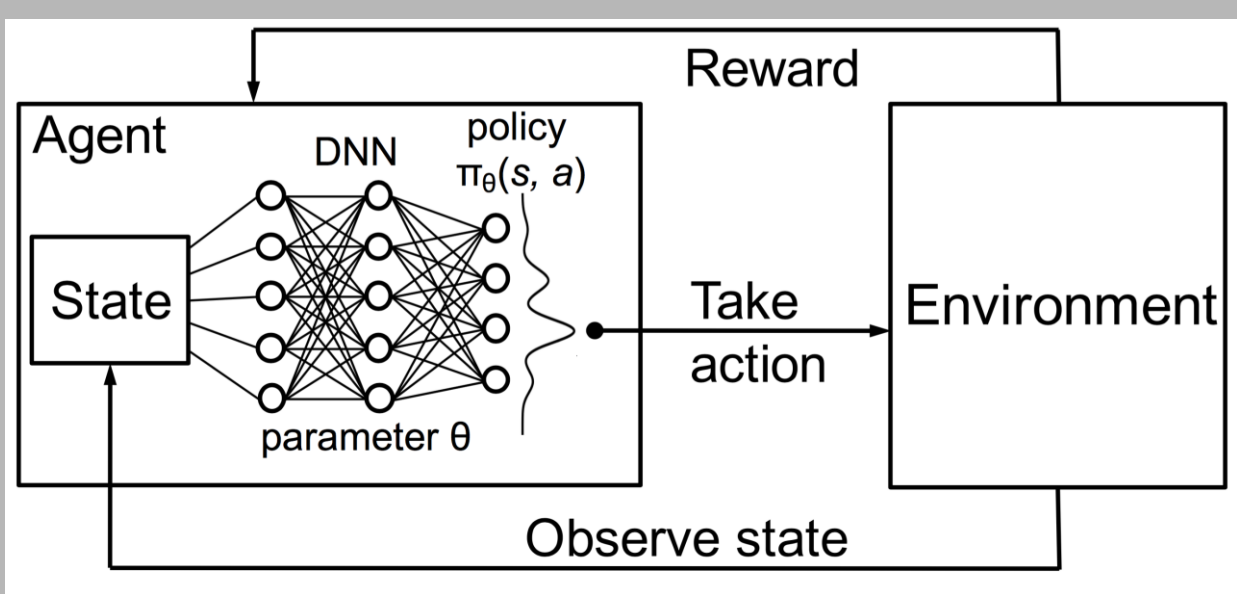 Reward
Agent
DNN
policy
πθ(s, a)
State
Take
action
Environment
parameter θ
Observe state